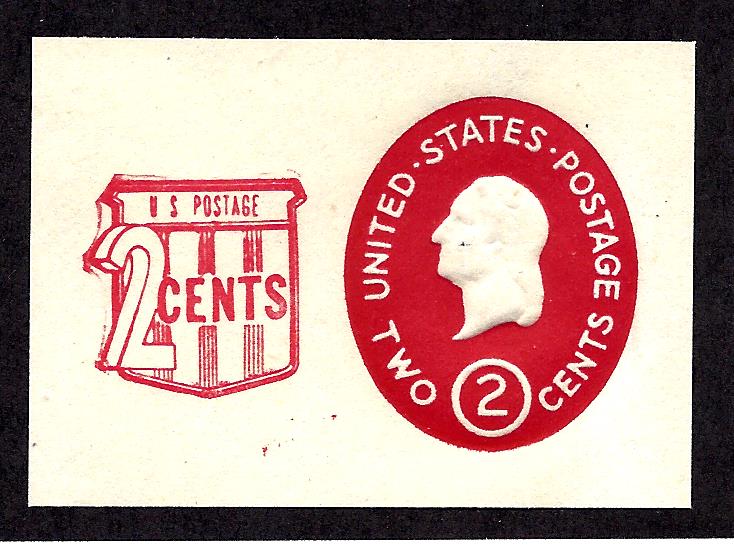 U S POSTAGE
2 CENTS
UNITED · STATES · POSTAGE
TWO 2 CENTS